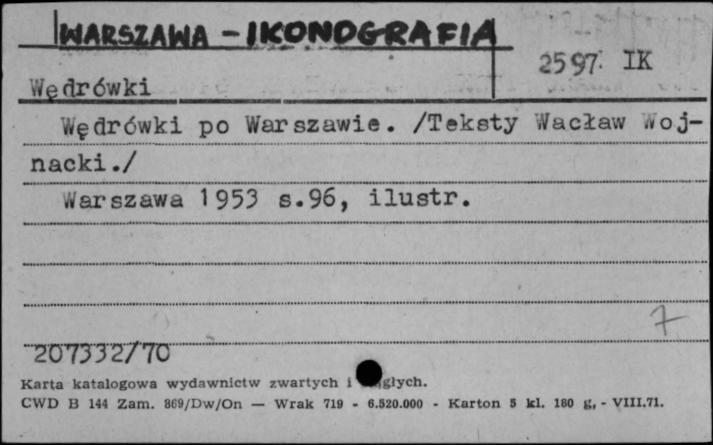 WARSZAWA - IKONOGRAFIA
2597. IK
Wędrówki
Wędrówki po Warszawie. /Teksty Wacław Woj-
nacki./
Warszawa 1953 s.96, ilustr.
7
207332/70
Karta katalogowa wydawnictw zwartych i głych.
CWD B 144 Zam. 869/Dw/On — Wrak 719 - 6.520.000 - Karton 5 kl. 180 g, - VIII.71.